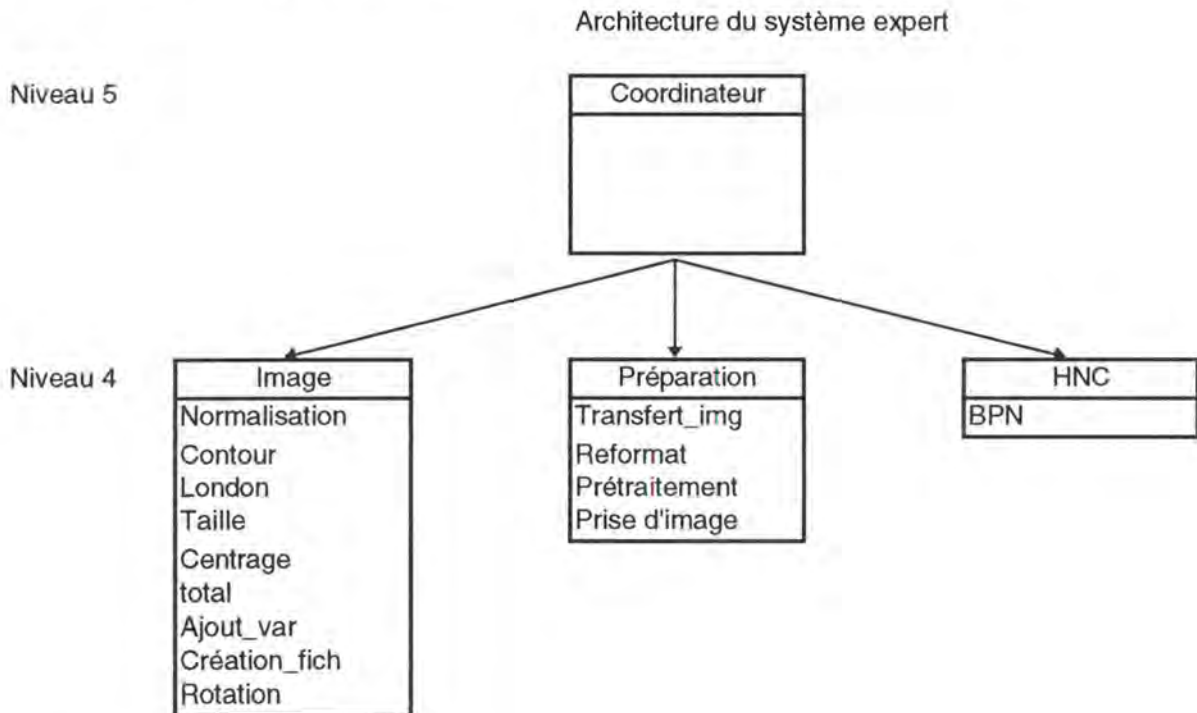 Architecture du système expert
Niveau 5
Coordinateur
Niveau 4
Image
Normalisation
Contour
London
Taille
Centrage
total
Ajout_var
Création_fich
Rotation
Préparation
Transfert_img
Reformat
Prétraitement
Prise d'image
HNC
BPN